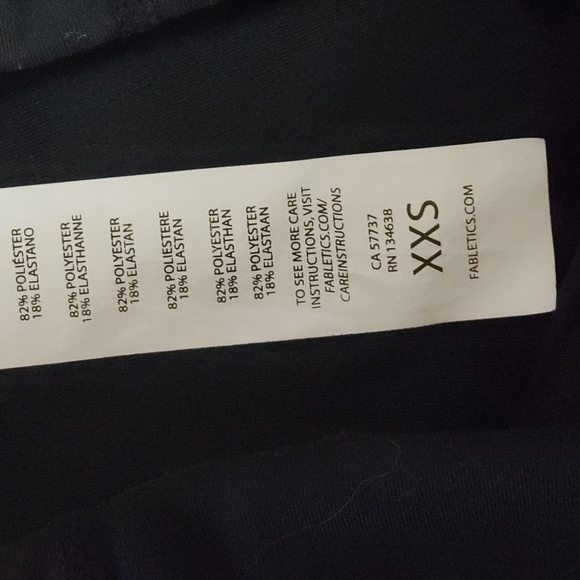 82% POLIÉSTER
18% ELASTANO
82% POLYESTER
18% ELASTHANNE
82% POLYESTER
18% ELASTAN
82% POLIESTERE
18% ELASTAN
82% POLYESTER
18% ELASTHAN
82% POLYESTER
18% ELASTAAN
TO SEE MORE CARE
INSTRUCTIONS, VISIT
FABLETICS.COM/
CAREINSTRUCTIONS
CA 57737
RN 134638
XXS
FABLETICS.COM